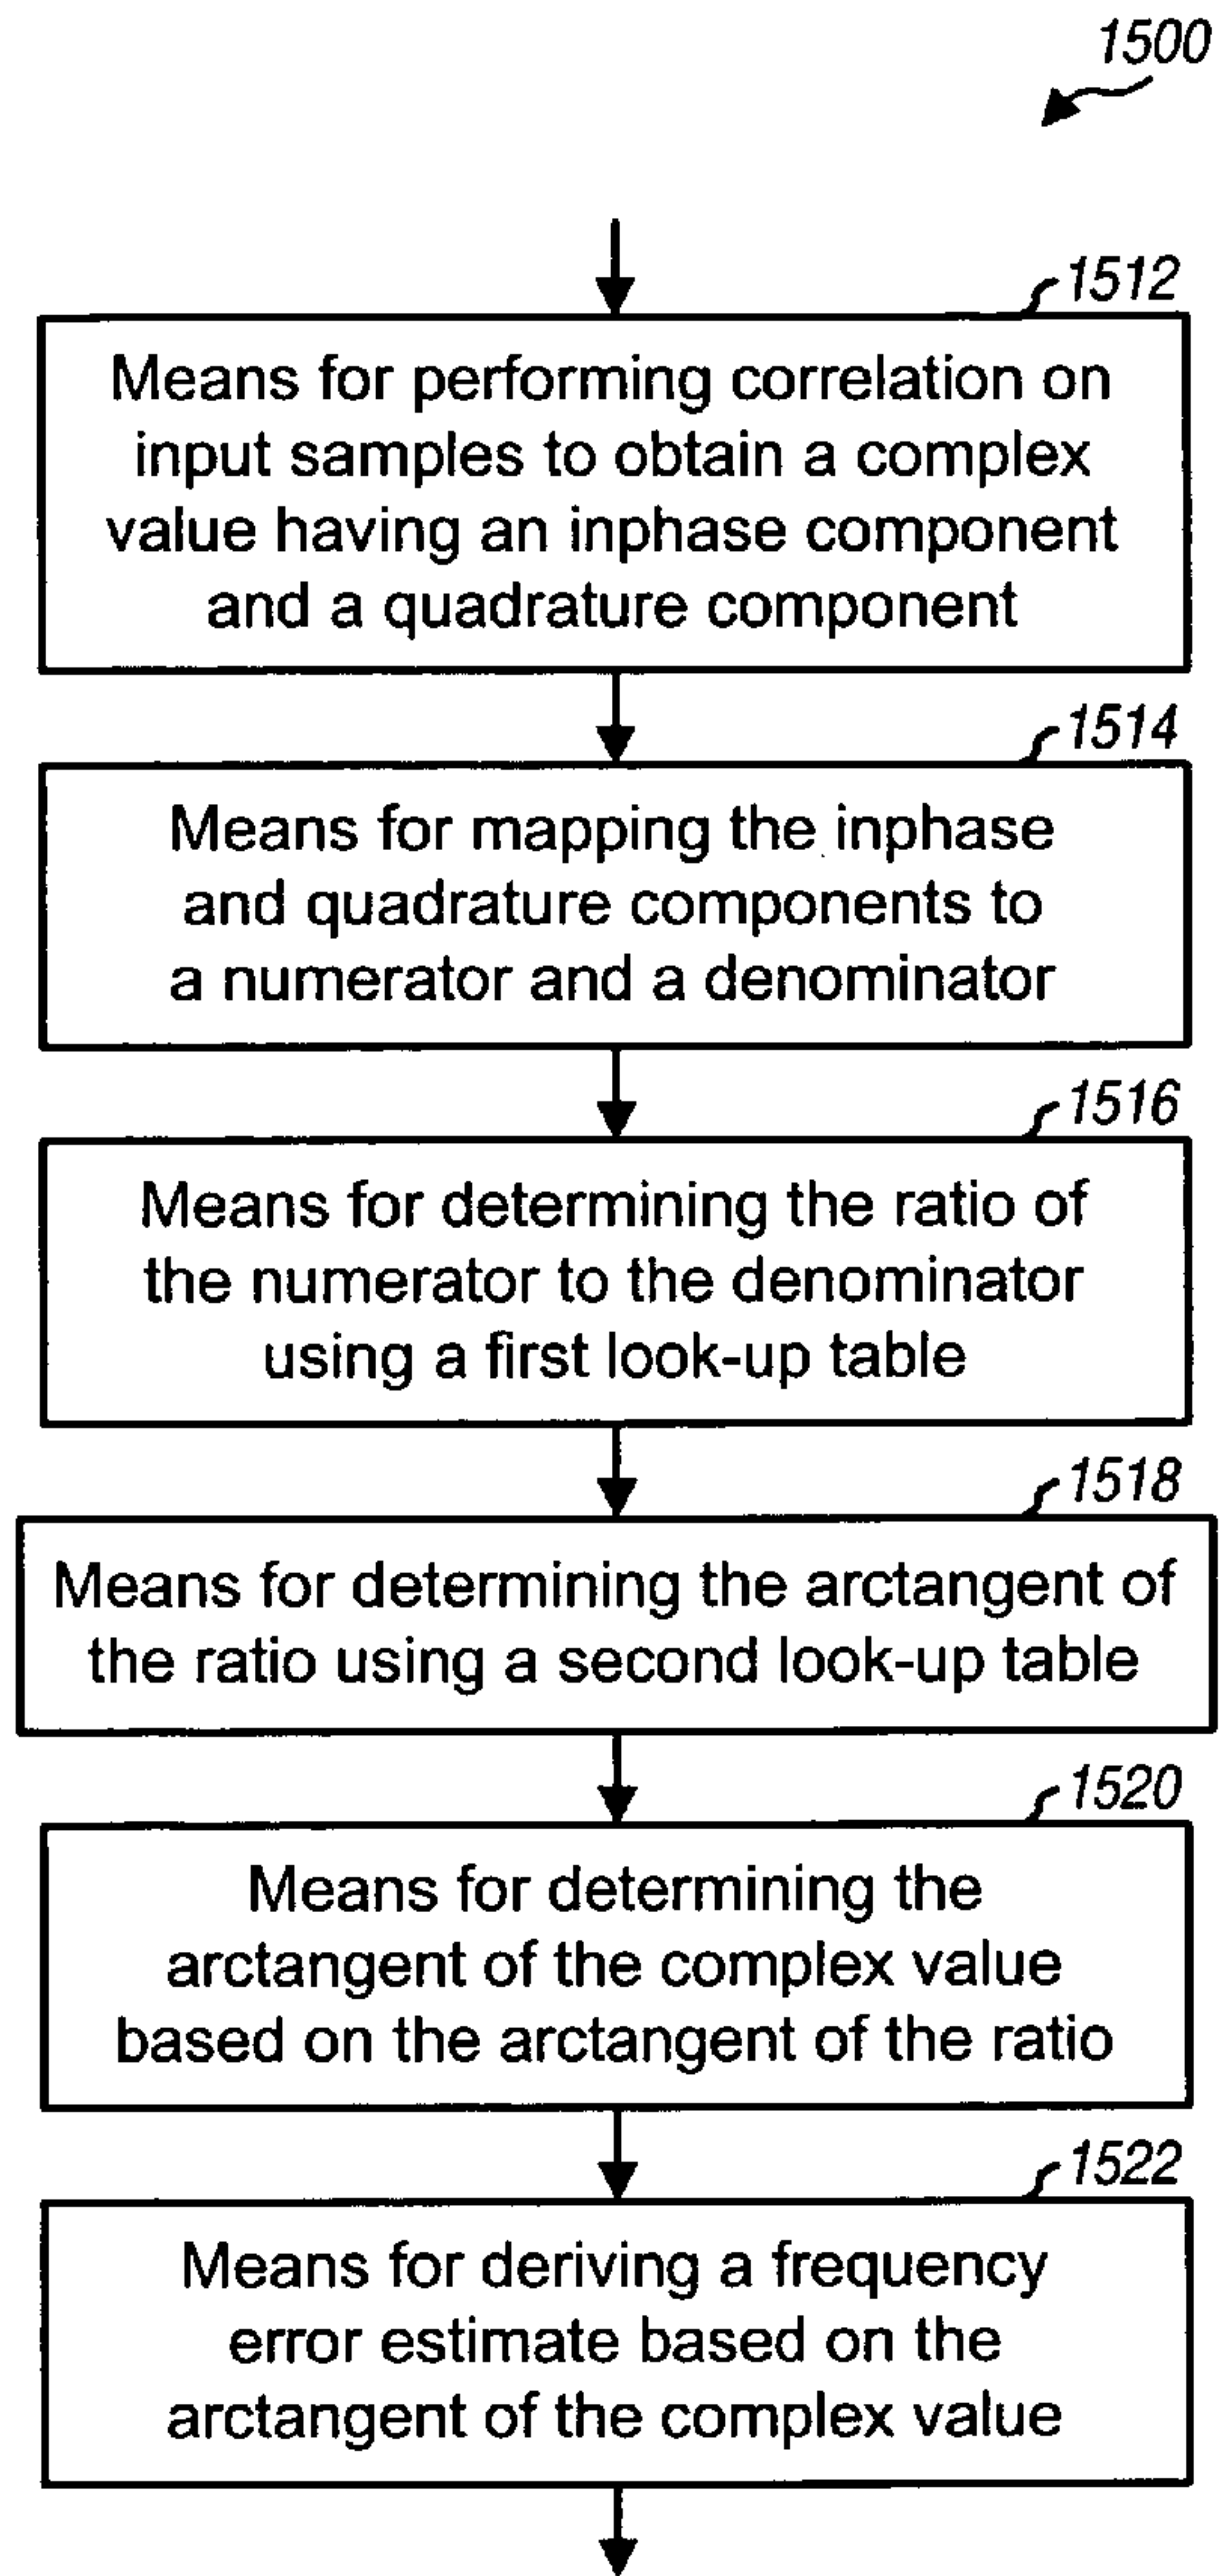 1500
1512
Means for performing correlation on
input samples to obtain a complex
value having an inphase component
and a quadrature component
1514
Means for mapping the inphase
and quadrature components to
a numerator and a denominator
1516
Means for determining the ratio of
the numerator to the denominator
using a first look-up table
1518
Means for determining the arctangent of
the ratio using a second look-up table
1520
Means for determining the
arctangent of the complex value
based on the arctangent of the ratio
1522
Means for deriving a frequency
error estimate based on the
arctangent of the complex value